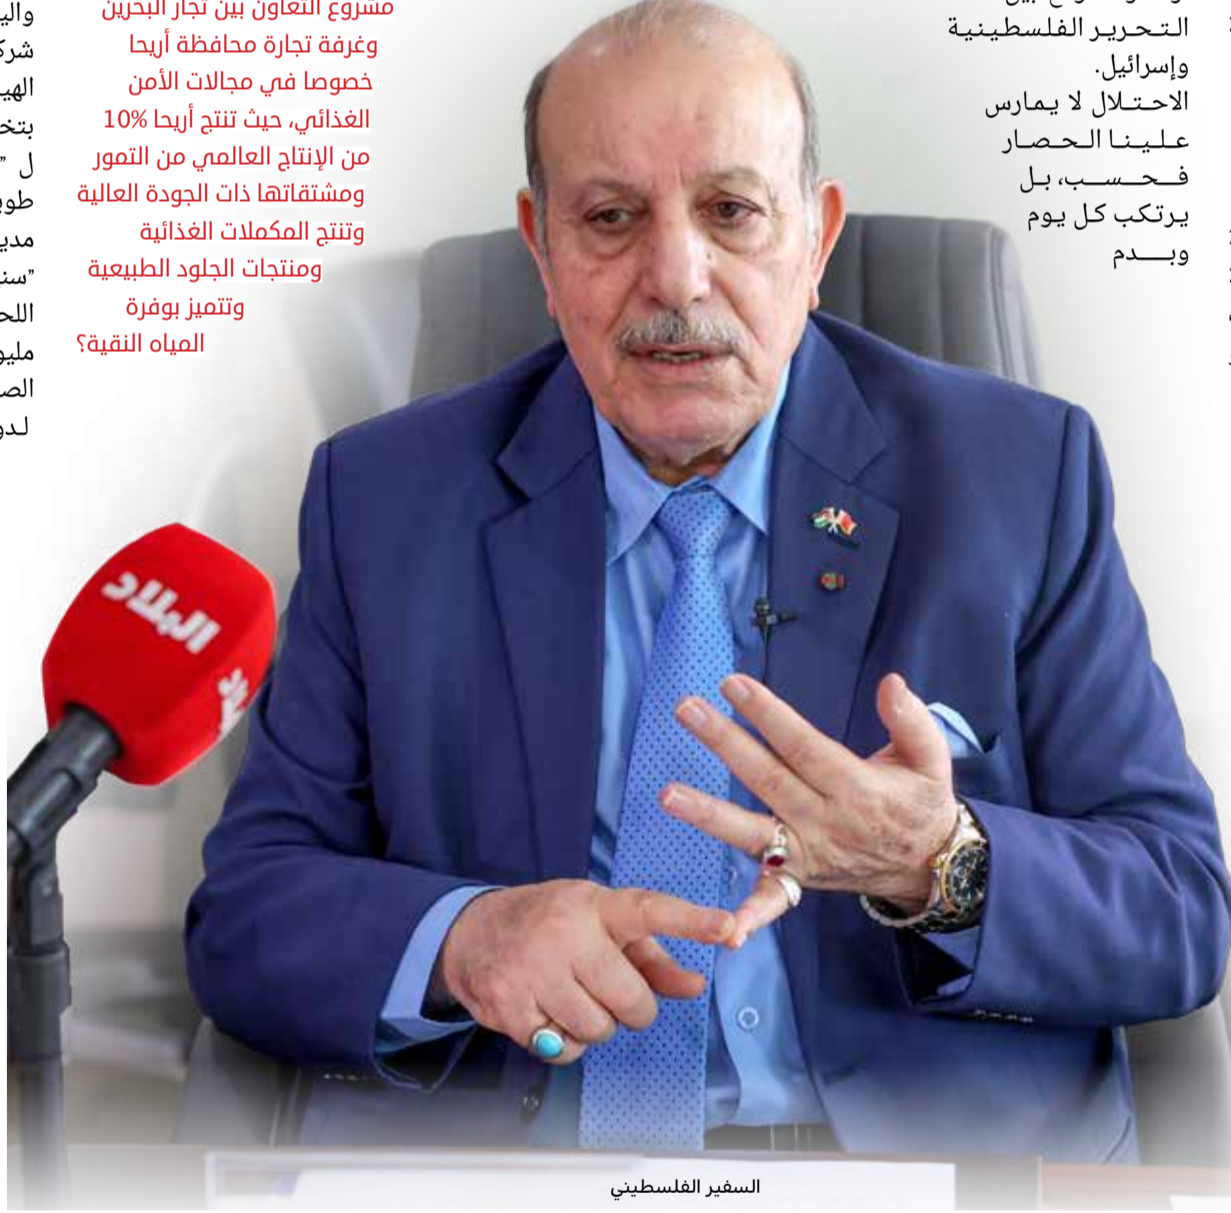 التحرير الفلسطينية
وإسرائيل.
الاحتلال لا يمارس
علينا الحصار
فحسب، بل
يرتكب كل يوم
وبدم
مشروع التعاون بين تجار البحرين
وغرفة تجارة محافظة أريحا
خصوصا في مجالات الأمن
الغذائي، حيث تنتج أريحا 10%
من الإنتاج العالمي من التمور
ومشتقاتها ذات الجودة العالية
وتنتج المكملات الغذائية
ومنتجات الجلود الطبيعية
وتتميز بوفرة
المياه النقية؟
البلاد
السفير الفلسطيني